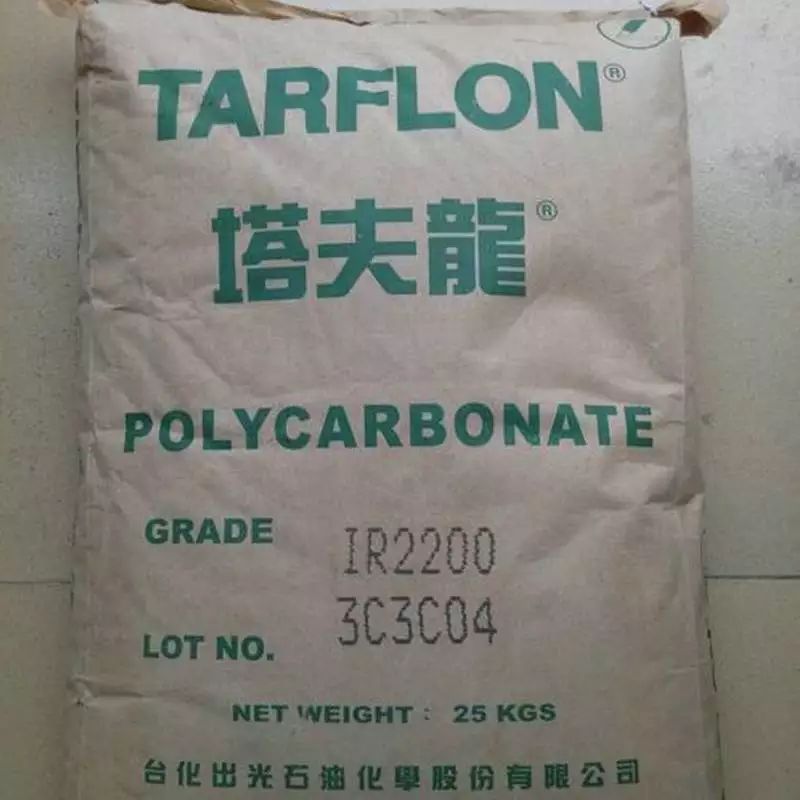 TARFLON®
塔夫龍®
POLYCARBONATE
GRADE IR2200
LOT NO. 3C3C04
NET WEIGHT : 25 KGS
台化出光石油化學股份有限公司